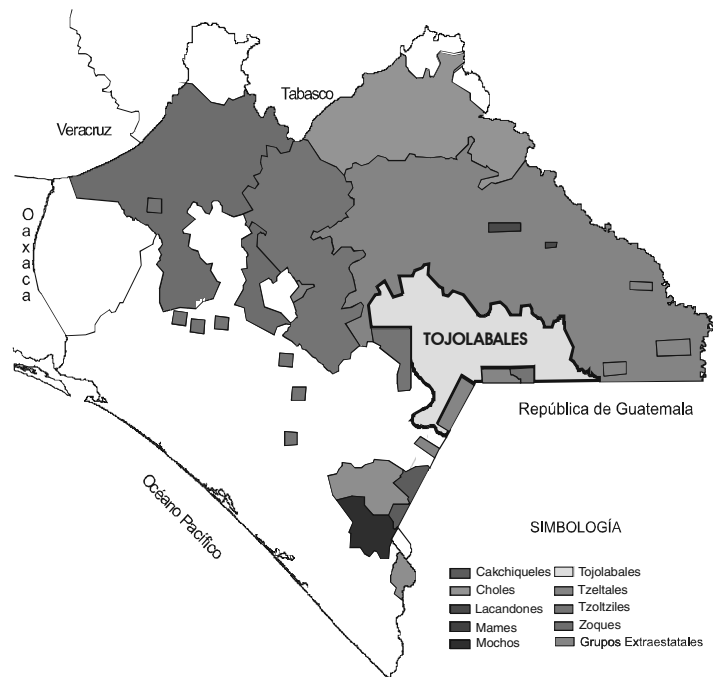 Tabasco
Veracruz
Oaxaca
TOJOLABALES
República de Guatemala
Océano Pacífico
SIMBOLOGÍA
Cakchiqueles
Choles
Lacandones
Mames
Mochos
Tojolabales
Tzeltales
Tzoltziles
Zoques
Grupos Extraestatales